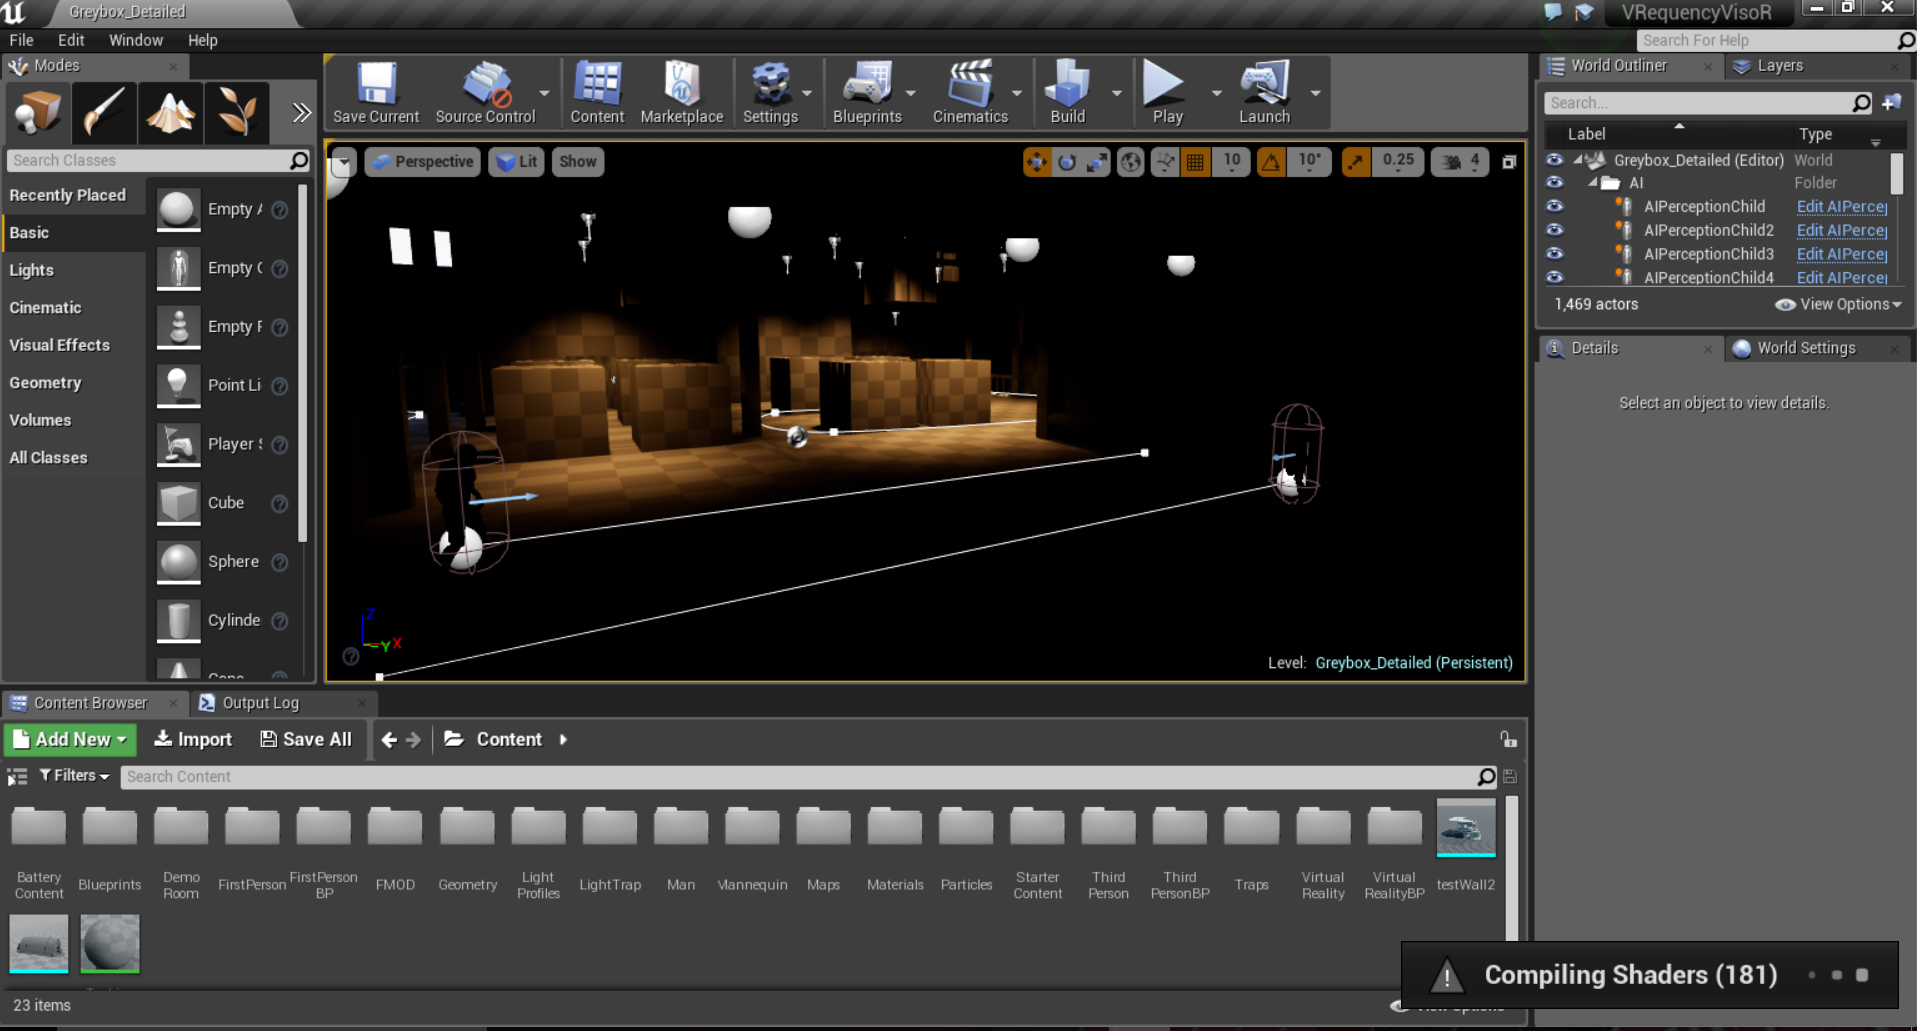 Greybox_Detailed
VRequencyVisoR
File Edit Window Help
Search For Help
Modes
Search Classes
Recently Placed
Basic
Lights
Cinematic
Visual Effects
Geometry
Volumes
All Classes
Empty A
Empty C
Empty F
Point Li
Player S
Cube
Sphere
Cylinde
Cone
Save Current
Source Control
Content
Marketplace
Settings
Blueprints
Cinematics
Build
Play
Launch
Perspective
Lit
Show
10
10°
0.25
4
Z
Y
X
Level: Greybox_Detailed (Persistent)
World Outliner
Layers
Search...
Label Type
Greybox_Detailed (Editor) World
AI Folder
AIPerceptionChild Edit AIPercep
AIPerceptionChild2 Edit AIPercep
AIPerceptionChild3 Edit AIPercep
AIPerceptionChild4 Edit AIPercep
1,469 actors
View Options
Details
World Settings
Select an object to view details.
Content Browser
Output Log
Add New
Import
Save All
Content
Filters
Search Content
Battery Content
Blueprints
Demo Room
FirstPerson
FirstPerson BP
FMOD
Geometry
Light Profiles
LightTrap
Man
Mannequin
Maps
Materials
Particles
Starter Content
Third Person
Third PersonBP
Traps
Virtual Reality
Virtual RealityBP
testWall2
23 items
View Options
Compiling Shaders (181)